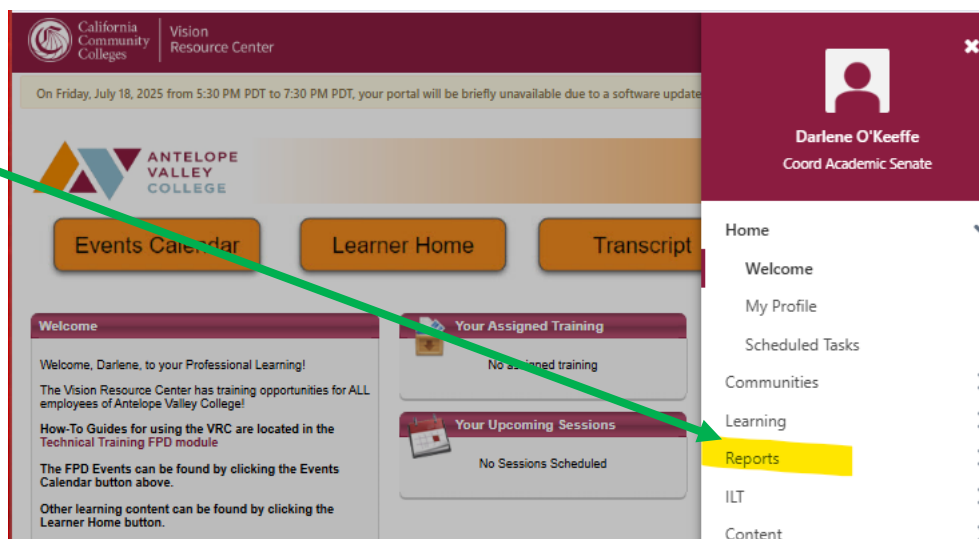 California
Community
Colleges
Vision
Resource Center
On Friday, July 18, 2025 from 5:30 PM PDT to 7:30 PM PDT, your portal will be briefly unavailable due to a software update
ANTELOPE
VALLEY
COLLEGE
Events Calendar
Learner Home
Transcript
Welcome
Welcome, Darlene, to your Professional Learning!
The Vision Resource Center has training opportunities for ALL
employees of Antelope Valley College!
How-To Guides for using the VRC are located in the
Technical Training FPD module
The FPD Events can be found by clicking the Events
Calendar button above.
Other learning content can be found by clicking the
Learner Home button.
Your Assigned Training
No assigned training
Your Upcoming Sessions
No Sessions Scheduled
Darlene O'Keeffe
Coord Academic Senate
Home
Welcome
My Profile
Scheduled Tasks
Communities
Learning
Reports
ILT
Content